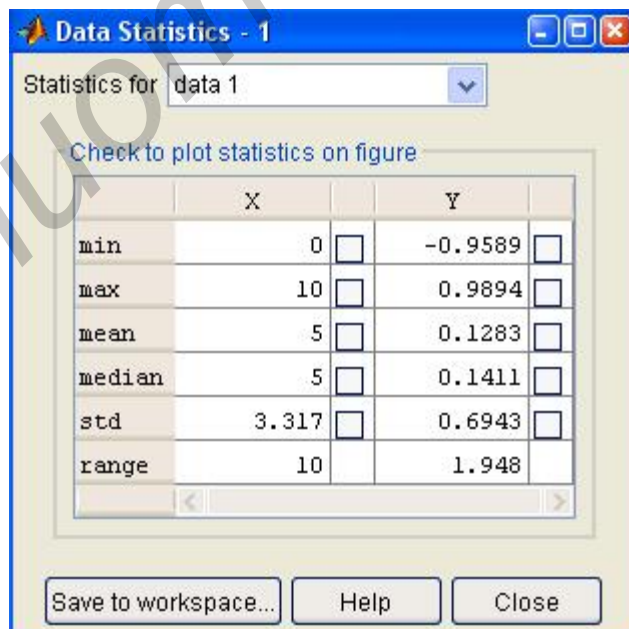 Data Statistics - 1
Statistics for data 1
Check to plot statistics on figure
X Y
min 0 -0.9589
max 10 0.9894
mean 5 0.1283
median 5 0.1411
std 3.317 0.6943
range 10 1.948
Save to workspace... Help Close